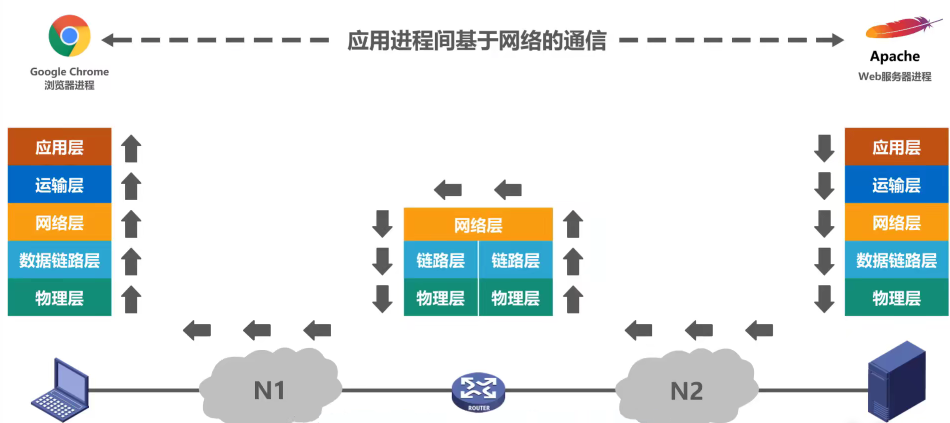 应用进程间基于网络的通信
Google Chrome
浏览器进程
Apache
Web服务器进程
应用层
运输层
网络层
数据链路层
物理层
网络层
链路层 链路层
物理层 物理层
应用层
运输层
网络层
数据链路层
物理层
N1
ROUTER
N2